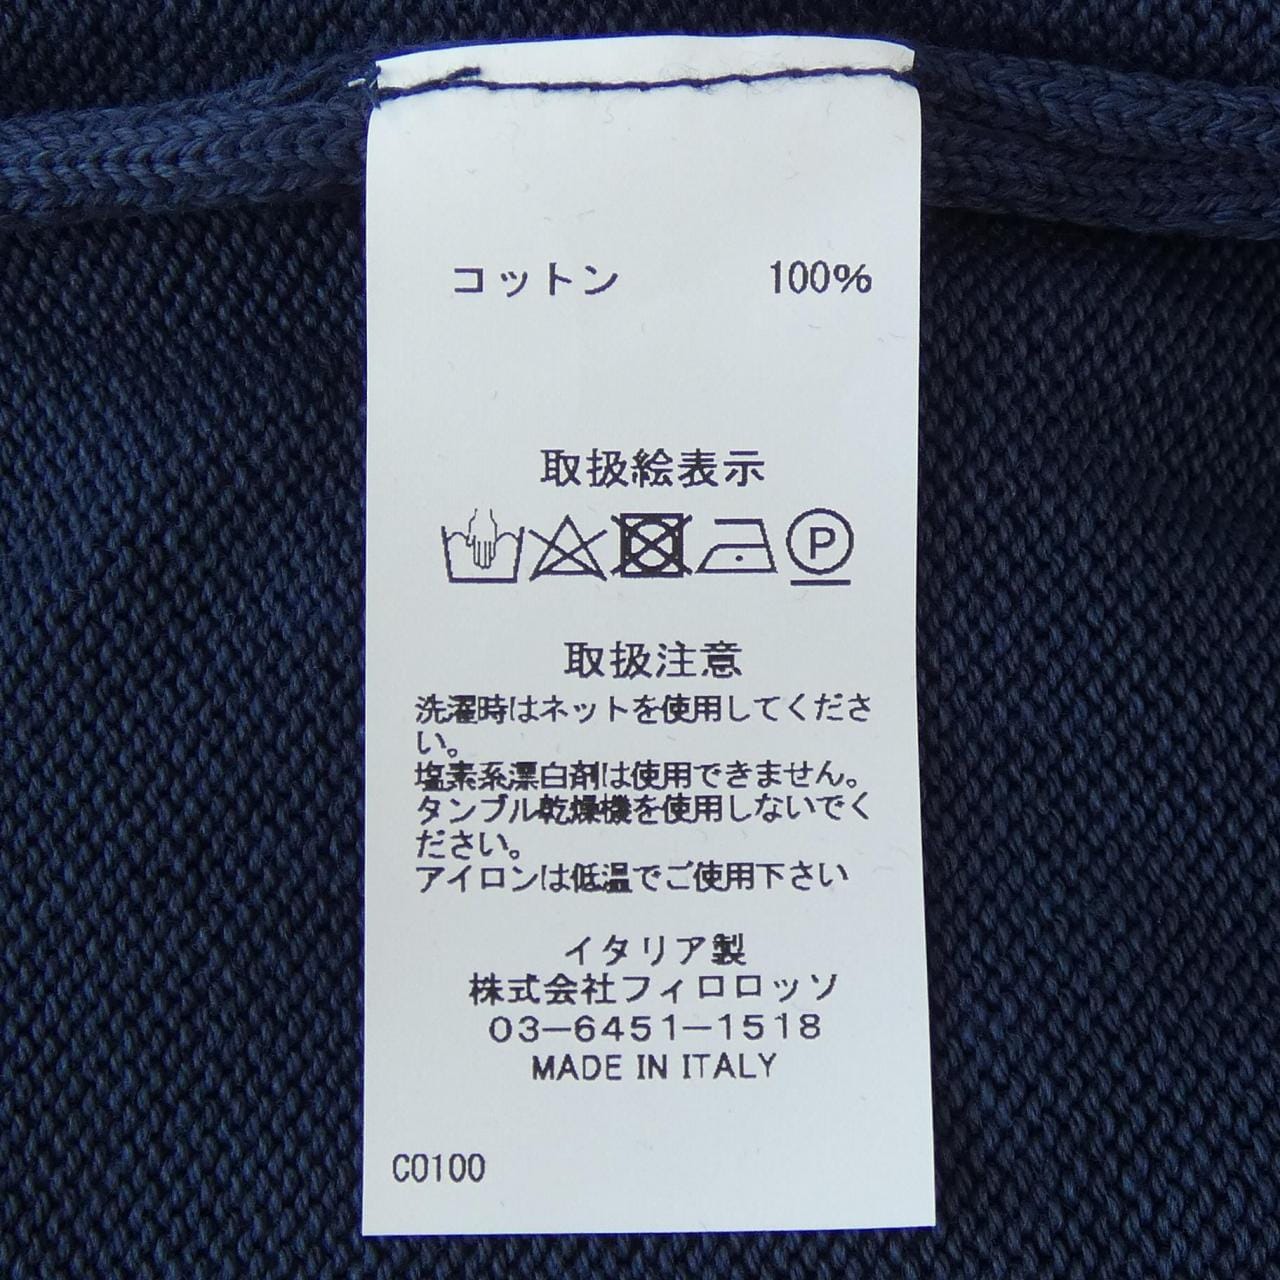 コットン 100%
取扱絵表示
P
取扱注意
洗濯時はネットを使用してくださ
い。
塩素系漂白剤は使用できません。
タンブル乾燥機を使用しないでく
ださい。
アイロンは低温でご使用下さい
イタリア製
株式会社フィロロッソ
03-6451-1518
MADE IN ITALY
CO100